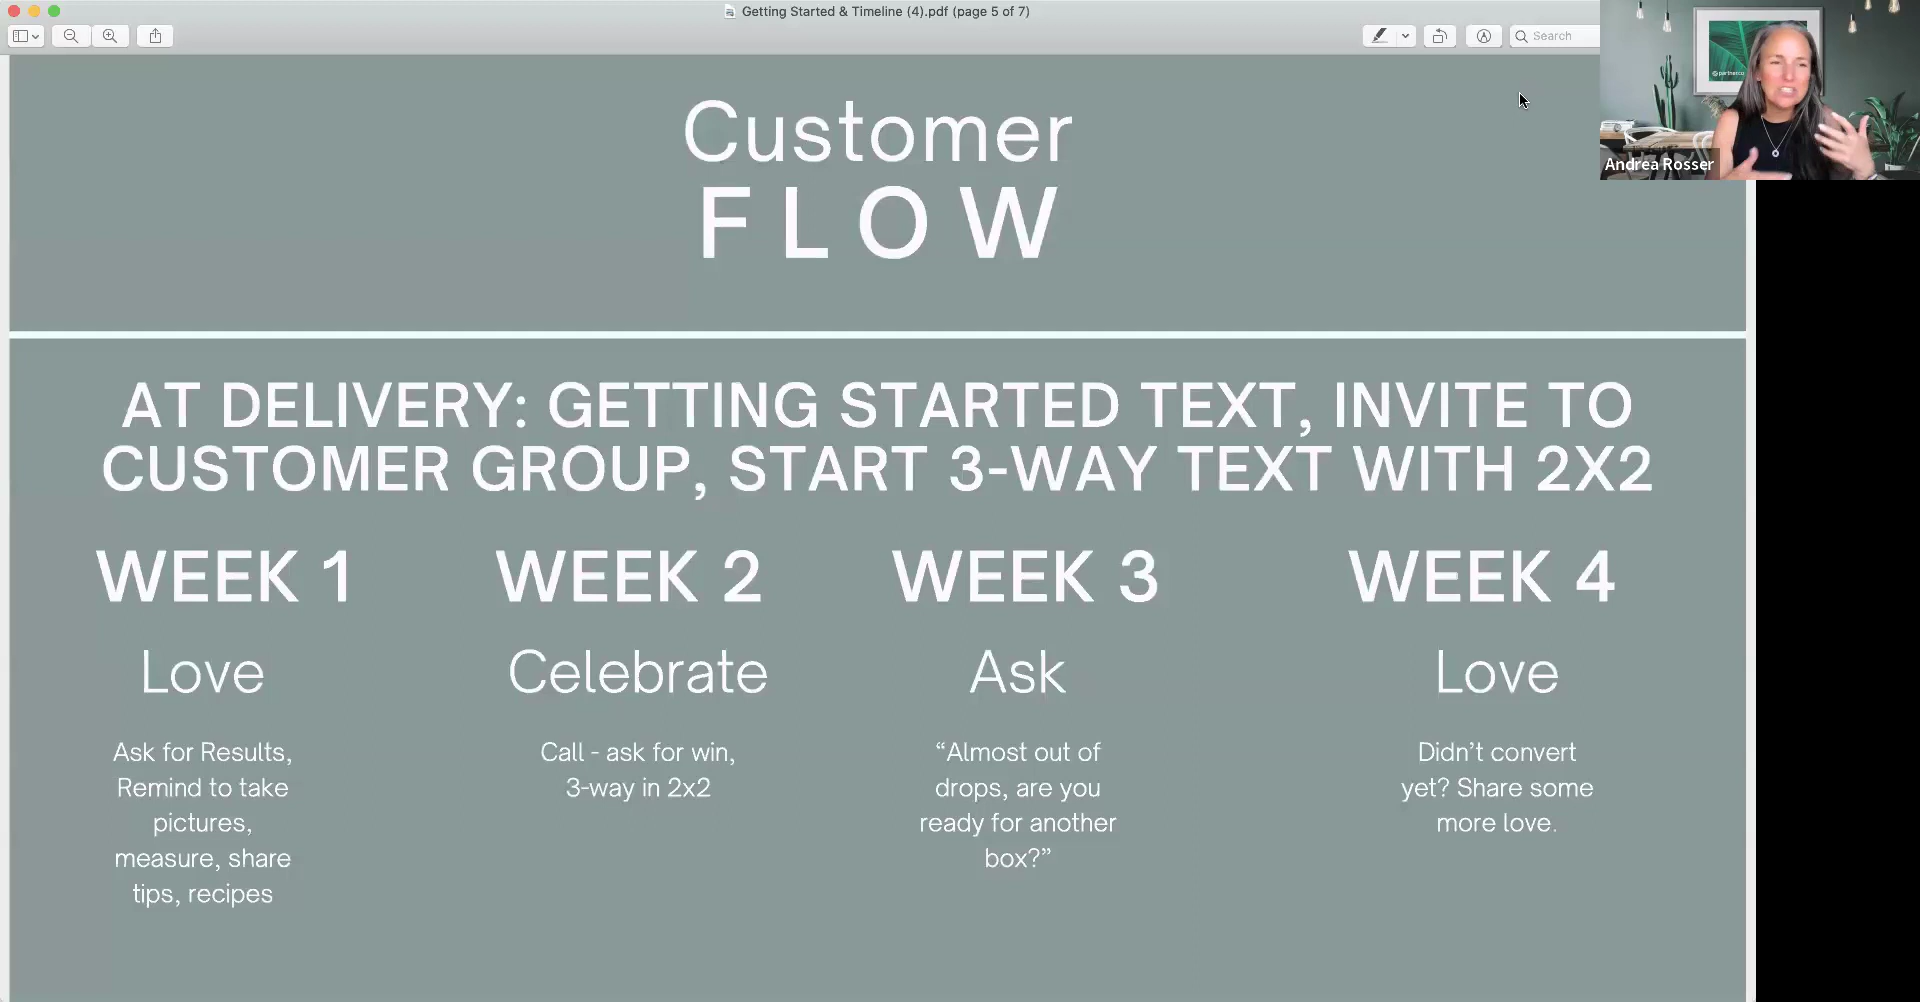 Getting Started & Timeline (4).pdf (page 5 of 7)
Search
partner.co
Andrea Rosser
Customer
FLOW
AT DELIVERY: GETTING STARTED TEXT, INVITE TO
CUSTOMER GROUP, START 3-WAY TEXT WITH 2X2
WEEK 1
Love
Ask for Results,
Remind to take
pictures,
measure, share
tips, recipes
WEEK 2
Celebrate
Call - ask for win,
3-way in 2x2
WEEK 3
Ask
“Almost out of
drops, are you
ready for another
box?”
WEEK 4
Love
Didn’t convert
yet? Share some
more love.